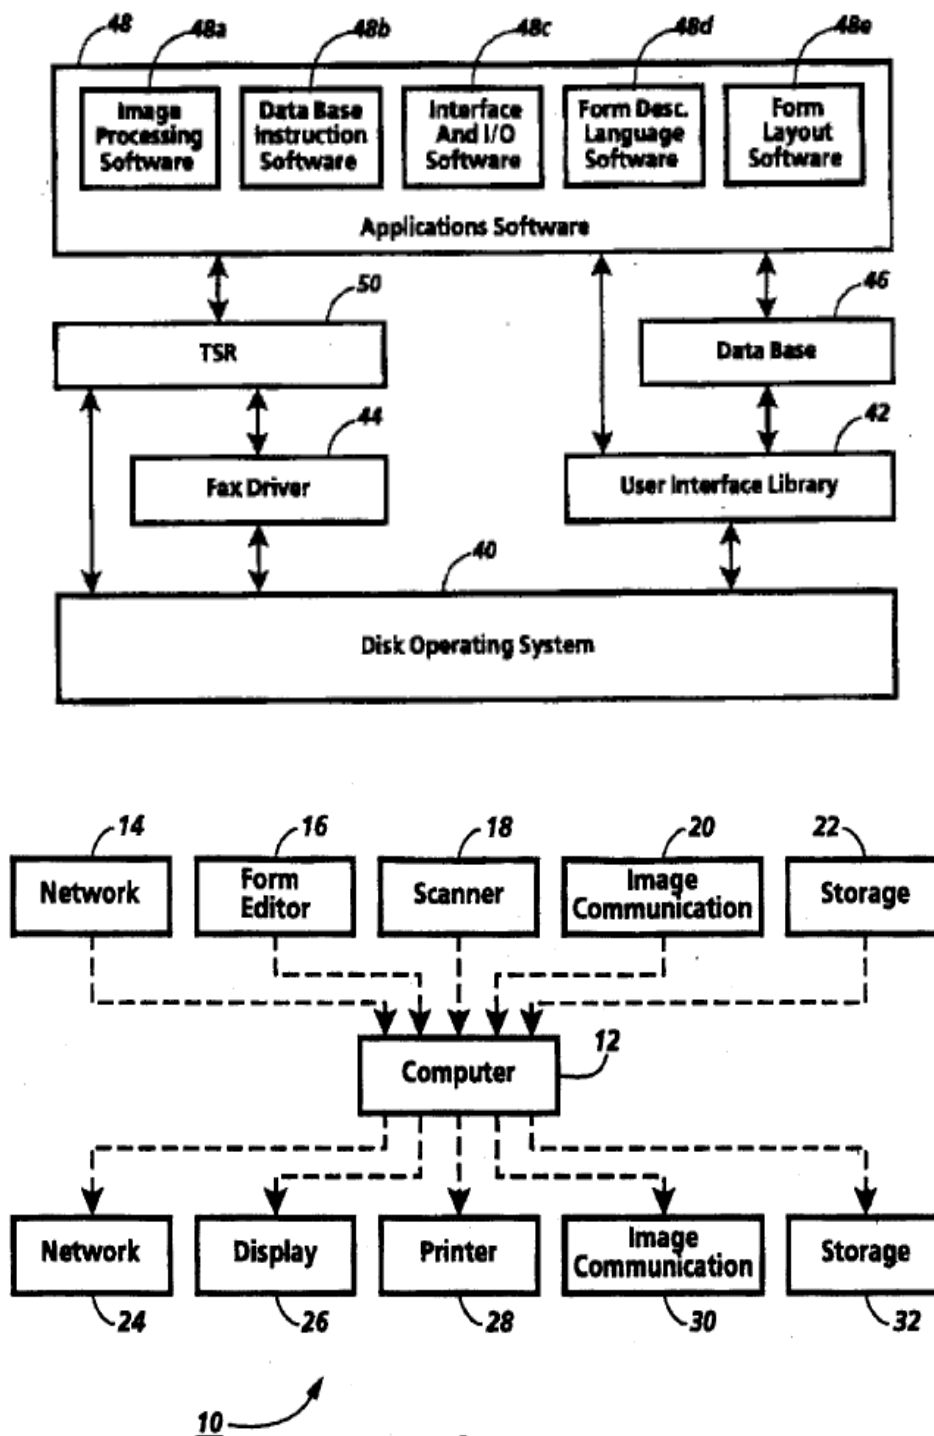 48
48a
48b
48c
48d
48e
Image
Processing
Software
Data Base
Instruction
Software
Interface
And I/O
Software
Form Desc.
Language
Software
Form
Layout
Software
Applications Software
50
46
TSR
Data Base
44
42
Fax Driver
User Interface Library
40
Disk Operating System
14
16
18
20
22
Network
Form
Editor
Scanner
Image
Communication
Storage
12
Computer
Network
Display
Printer
Image
Communication
Storage
24
26
28
30
32
10